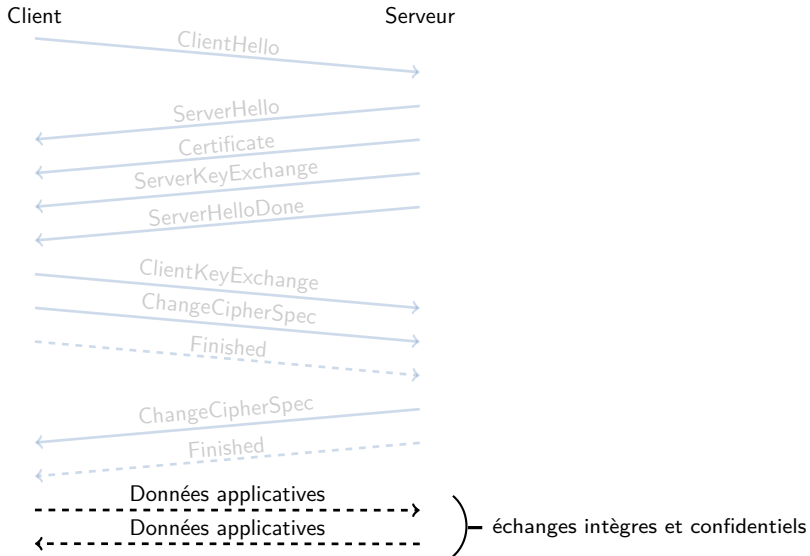 Client
Serveur
ClientHello
ServerHello
Certificate
ServerKeyExchange
ServerHelloDone
ClientKeyExchange
ChangeCipherSpec
Finished
ChangeCipherSpec
Finished
Données applicatives
Données applicatives
échanges intègres et confidentiels